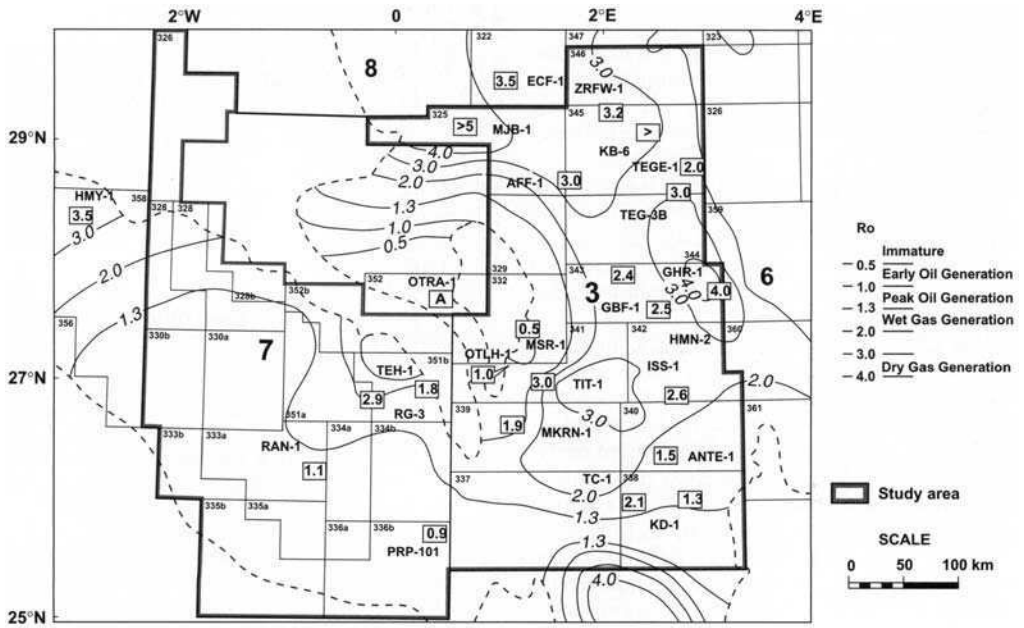 2°W 0 2°E 4°E
29°N
27°N
25°N
326
322
347
346
323
8
3.5 ECF-1
ZRFW-1
3.0
325
345
326
>5
MJB-1
3.2
>
4.0
KB-6
3.0
2.0
TEGE-1 2.0
AFF-1 3.0
3.0
HMY-1
358
328
328
1.3
TEG-3B
359
3.5
3.0
1.0
0.5
2.0
344
352
329
343
GHR-1
6
OTRA-1
332
2.4
4.0
4.0
328b
352b
A
3
GBF-1 2.5
3.0
1.3
356
330b
330a
0.5
341
342
360
7
MSR-1
HMN-2
351b
OTLH-1
ISS-1
TEH-1
1.0
3.0
TIT-1
2.0
1.8
2.9
339
3.0
340
2.6
361
351a
RG-3
1.9
MKRN-1
333b
333a
334a
334b
RAN-1
1.5 ANTE-1
1.1
337
TC-1
338
2.0
335b
335a
2.1
1.3
1.3
336a
336b
0.9
KD-1
PRP-101
1.3
4.0
Ro
Immature
0.5
Early Oil Generation
1.0
Peak Oil Generation
1.3
Wet Gas Generation
2.0
3.0
Dry Gas Generation
4.0
Study area
SCALE
0 50 100 km